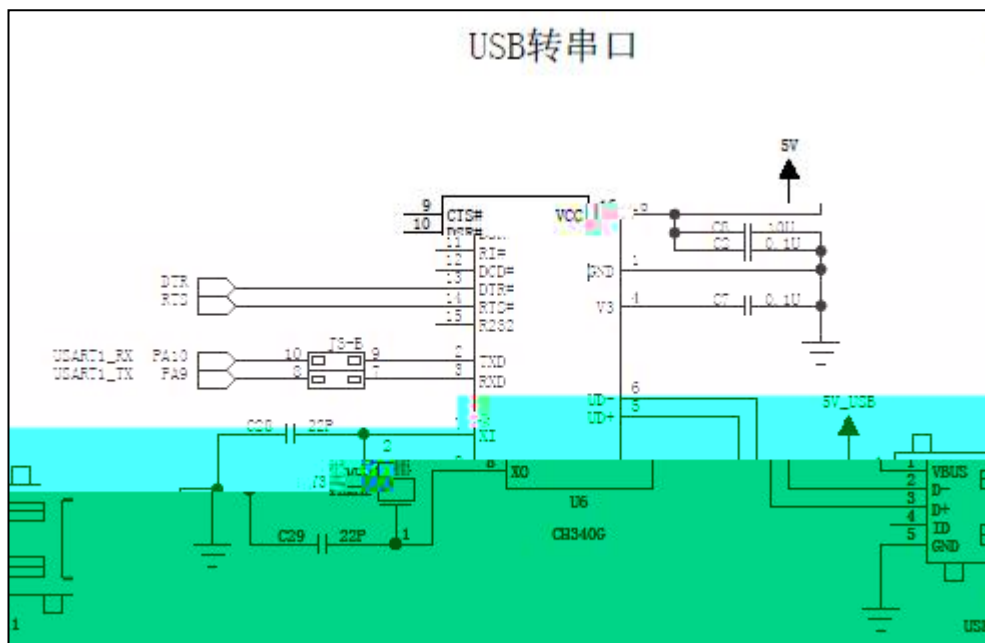 USB转串口
5V
9 CTS# VCC
10 DSR#
11 RI# C2 0.1U
12 DCD# GND 1
DTR 13 DTR#
RTS 14 RTS# V3 4 C7 0.1U
15 R232
USART1_RX PA10 10 9 2 TXD
USART1_TX PA9 8 7 3 RXD
UD- 6
UD+ 5 5V_USB
22P XI
2
8 XO 1 VBUS
2 D-
U6 3 D+
C29 22P 1 CH340G 4 ID
5 GND
1